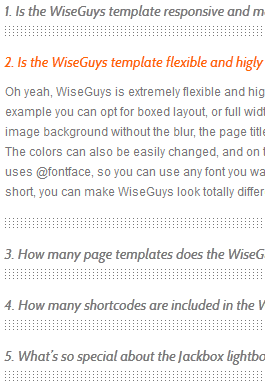 1. Is the WiseGuys template responsive and m
2. Is the WiseGuys template flexible and higly
Oh yeah, WiseGuys is extremely flexible and hig
example you can opt for boxed layout, or full widt
image background without the blur, the page title
The colors can also be easily changed, and on t
uses @fontface, so you can use any font you wa
short, you can make WiseGuys look totally differ
3. How many page templates does the WiseG
4. How many shortcodes are included in the W
5. What's so special about the Jackbox lightbo